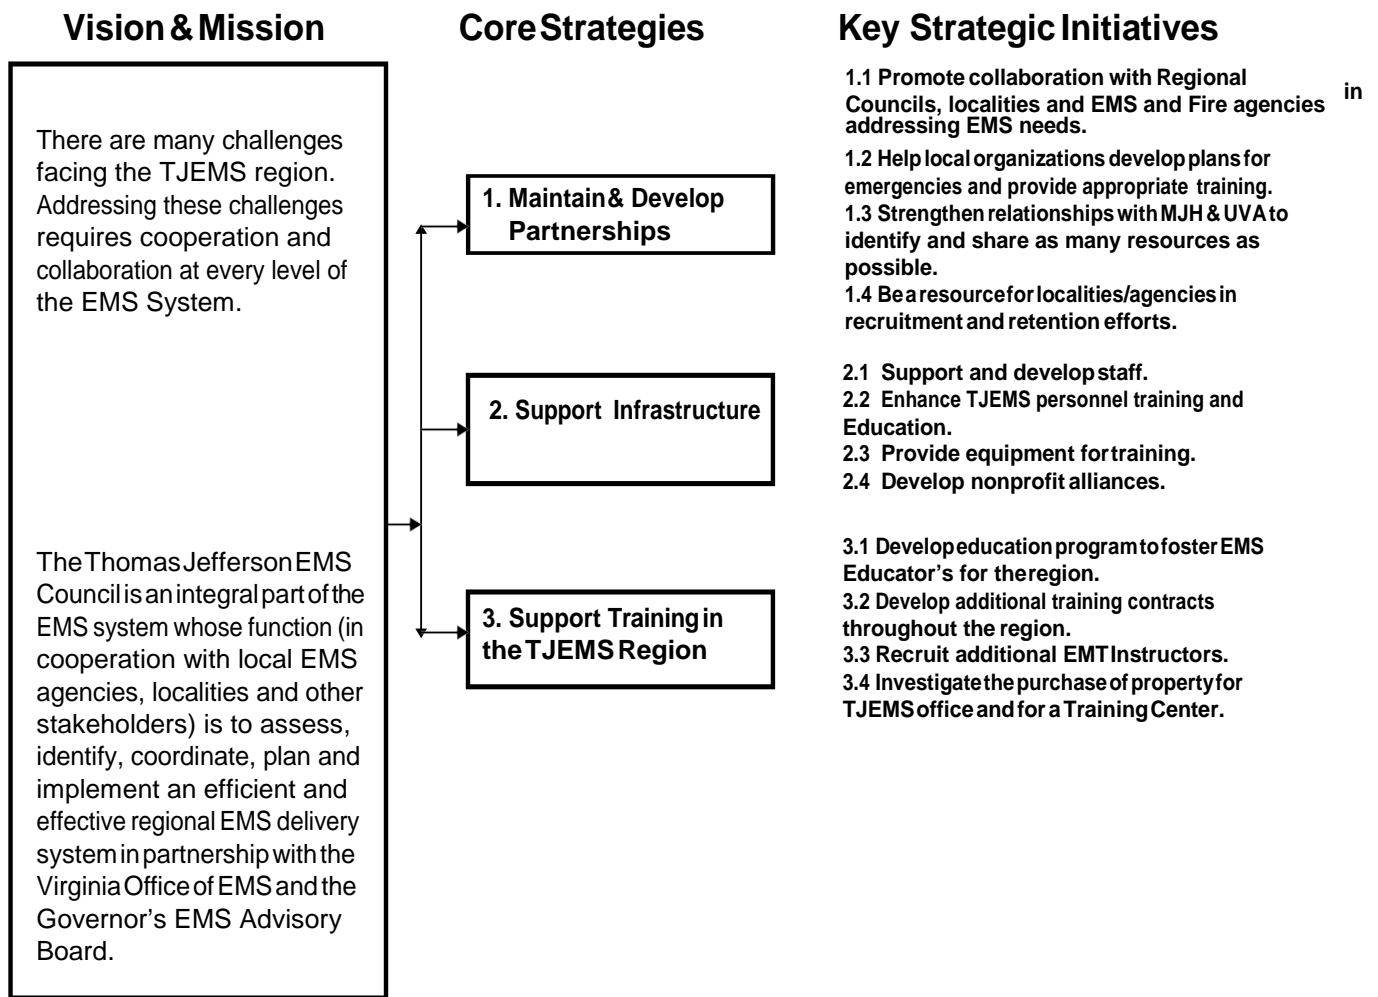 Vision & Mission
There are many challenges
facing the TJEMS region.
Addressing these challenges
requires cooperation and
collaboration at every level of
the EMS System.
The Thomas Jefferson EMS
Council is an integral part of the
EMS system whose function (in
cooperation with local EMS
agencies, localities and other
stakeholders) is to assess,
identify, coordinate, plan and
implement an efficient and
effective regional EMS delivery
system in partnership with the
Virginia Office of EMS and the
Governor’s EMS Advisory
Board.
Core Strategies
1. Maintain & Develop
Partnerships
2. Support Infrastructure
3. Support Training in
the TJEMS Region
Key Strategic Initiatives
1.1 Promote collaboration with Regional
Councils, localities and EMS and Fire agencies in
addressing EMS needs.
1.2 Help local organizations develop plans for
emergencies and provide appropriate training.
1.3 Strengthen relationships with MJH & UVA to
identify and share as many resources as
possible.
1.4 Be a resource for localities/agencies in
recruitment and retention efforts.
2.1 Support and develop staff.
2.2 Enhance TJEMS personnel training and
Education.
2.3 Provide equipment for training.
2.4 Develop nonprofit alliances.
3.1 Develop education program to foster EMS
Educator’s for the region.
3.2 Develop additional training contracts
throughout the region.
3.3 Recruit additional EMT Instructors.
3.4 Investigate the purchase of property for
TJEMS office and for a Training Center.